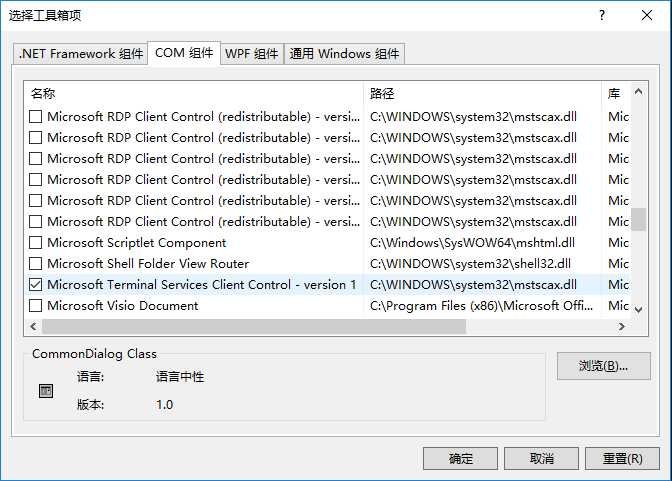 选择工具箱项
.NET Framework 组件 COM 组件 WPF 组件 通用 Windows 组件
名称 路径 库
Microsoft RDP Client Control (redistributable) - versi... C:\WINDOWS\system32\mstscax.dll Mic
Microsoft RDP Client Control (redistributable) - versi... C:\WINDOWS\system32\mstscax.dll Mic
Microsoft RDP Client Control (redistributable) - versi... C:\WINDOWS\system32\mstscax.dll Mic
Microsoft RDP Client Control (redistributable) - versi... C:\WINDOWS\system32\mstscax.dll Mic
Microsoft RDP Client Control (redistributable) - versi... C:\WINDOWS\system32\mstscax.dll Mic
Microsoft RDP Client Control (redistributable) - versi... C:\WINDOWS\system32\mstscax.dll Mic
Microsoft Scriptlet Component C:\Windows\SysWOW64\mshtml.dll Mic
Microsoft Shell Folder View Router C:\WINDOWS\system32\shell32.dll Mic
Microsoft Terminal Services Client Control - version 1 C:\WINDOWS\system32\mstscax.dll Mic
Microsoft Visio Document C:\Program Files (x86)\Microsoft Offi... Mic
CommonDialog Class
语言: 语言中性
版本: 1.0
浏览(B)...
确定 取消 重置(R)